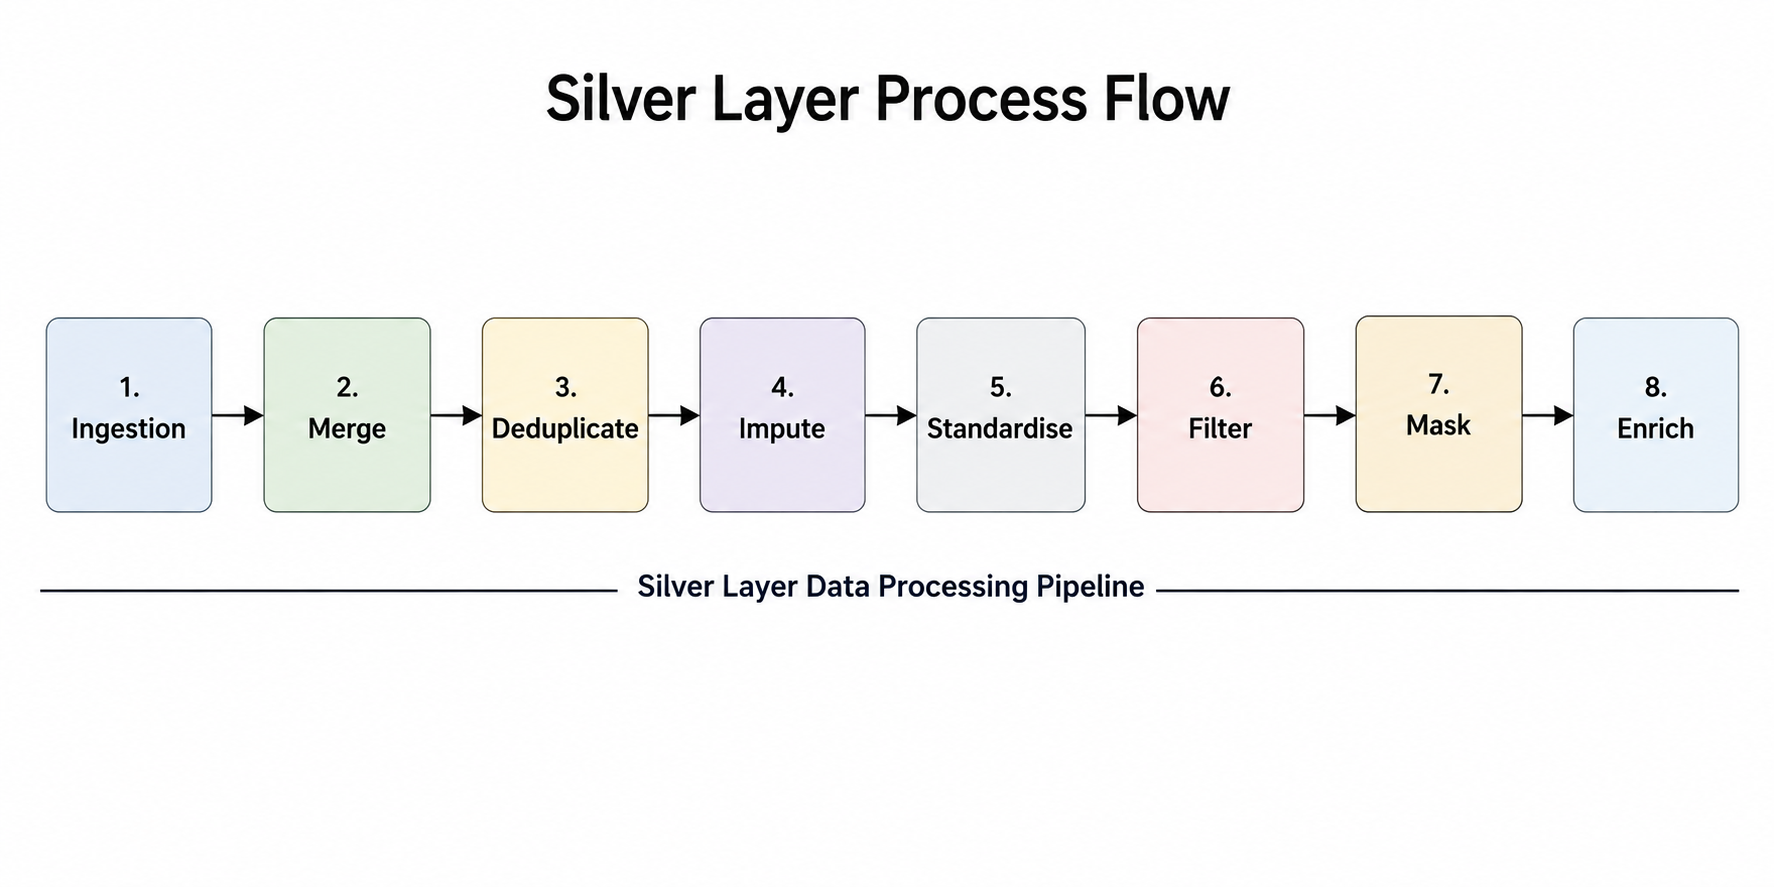 Silver Layer Process Flow
1.
Ingestion
2.
Merge
3.
Deduplicate
4.
Impute
5.
Standardise
6.
Filter
7.
Mask
8.
Enrich
Silver Layer Data Processing Pipeline